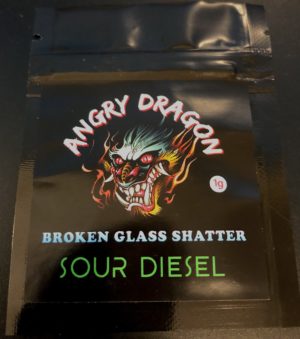 ANGRY DRAGON
1g
BROKEN GLASS SHATTER
SOUR DIESEL